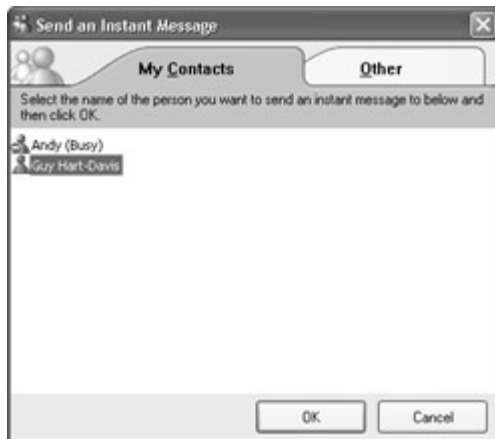 Send an Instant Message
My Contacts
Other
Select the name of the person you want to send an instant message to below and
then click OK.
Andy (Busy)
Guy Hart-Davis
OK
Cancel